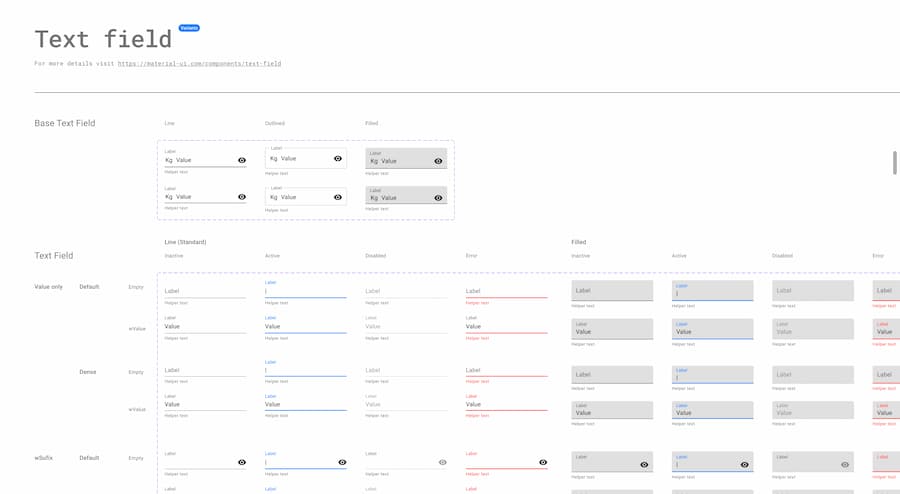 Text field Variants
For more details visit https://material-ui.com/components/text-field
Base Text Field Line Outlined Filled
Label Label Label
Kg Value Kg Value Kg Value
Helper text Helper text Helper text
Label Label Label
Kg Value Kg Value Kg Value
Helper text Helper text Helper text
Line (Standard) Filled
Text Field Inactive Active Disabled Error Inactive Active Disabled Error
Value only Default Empty
Label Label Label Label Label Label Label Label
Helper text Helper text Helper text Helper text Helper text Helper text Helper text Helper
wValue
Label Label Label Label Label Label Label Label
Value Value Value Value Value Value Value Value
Helper text Helper text Helper text Helper text Helper text Helper text Helper text Helper
Dense Empty
Label Label Label Label Label Label Label Label
Helper text Helper text Helper text Helper text Helper text Helper text Helper text Helper
wValue
Label Label Label Label Label Label Label Label
Value Value Value Value Value Value Value Value
Helper text Helper text Helper text Helper text Helper text Helper text Helper text Helper
wSufix Default Empty
Label Label Label Label Label Label Label Label
Helper text Helper text Helper text Helper text Helper text Helper text Helper text Helper
Label Label Label Label